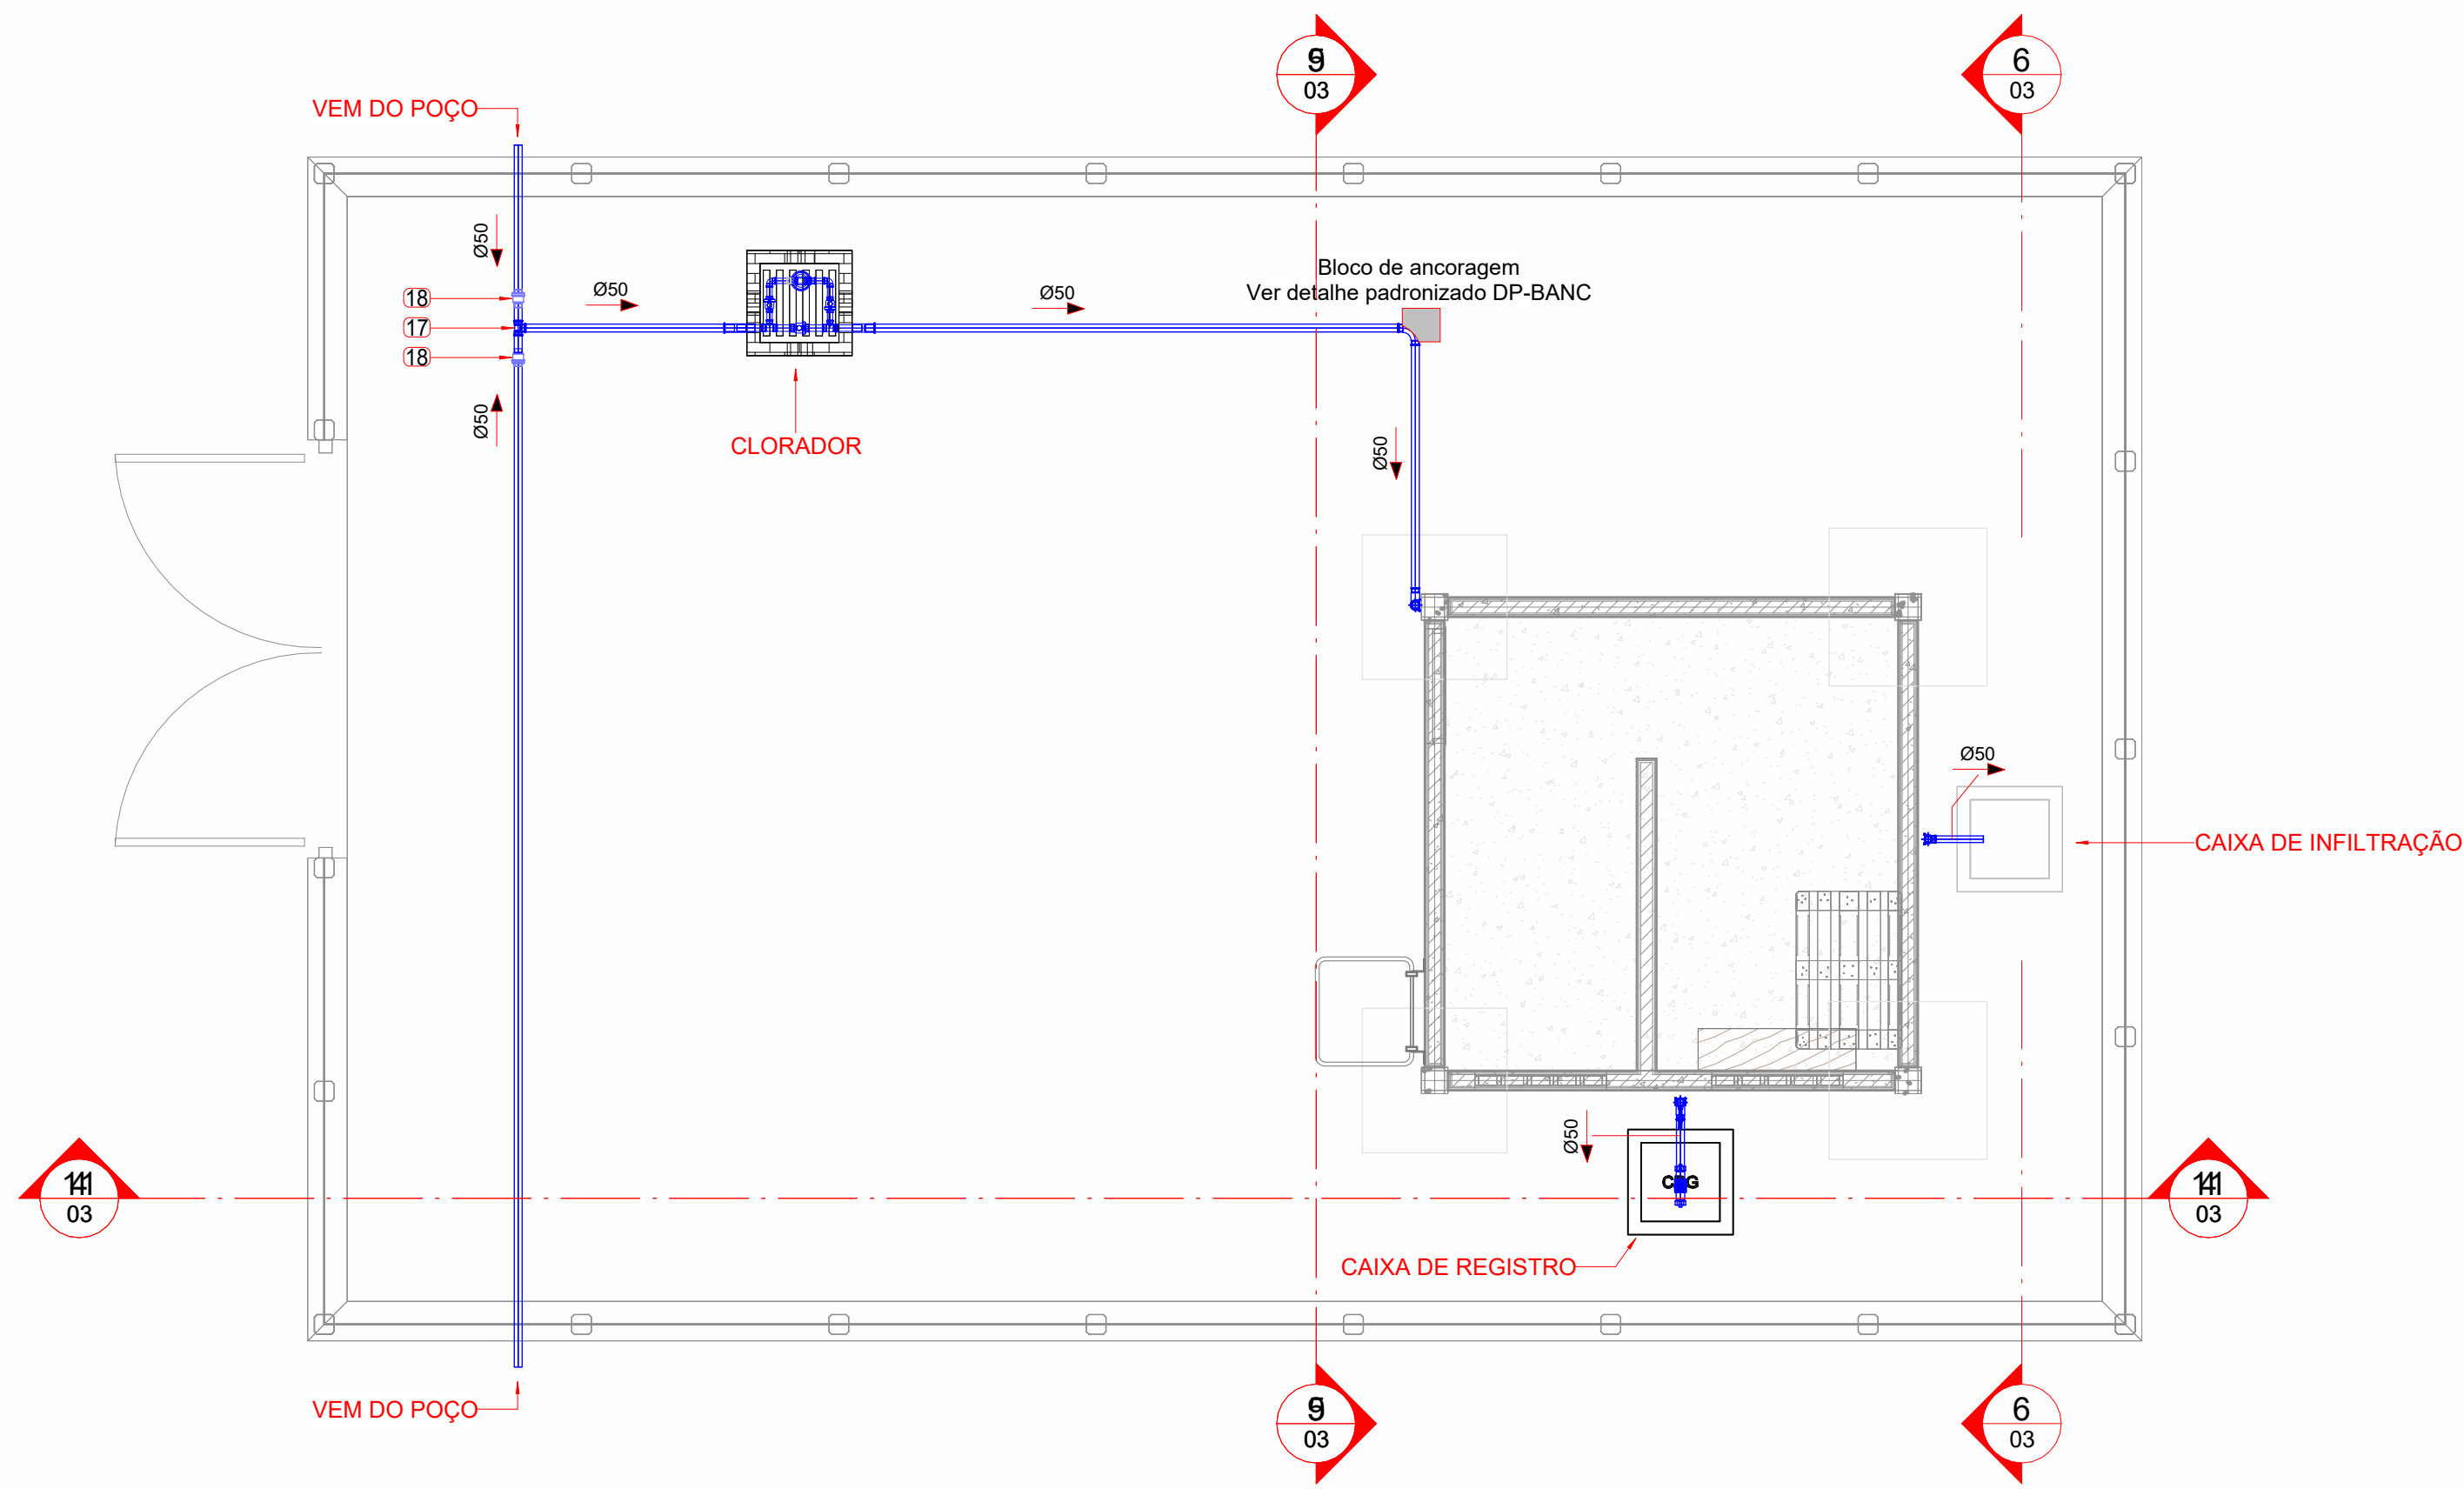 6
03
03
VEM DO POÇO
Ø50
Ø50
Ø50
Bloco de ancoragem
Ver detalhe padronizado DP-BANC
18
17
18
Ø50
CLORADOR
Ø50
Ø50
CAIXA DE INFILTRAÇÃO
Ø50
03
03
CAIXA DE REGISTRO
VEM DO POÇO
03
6
03